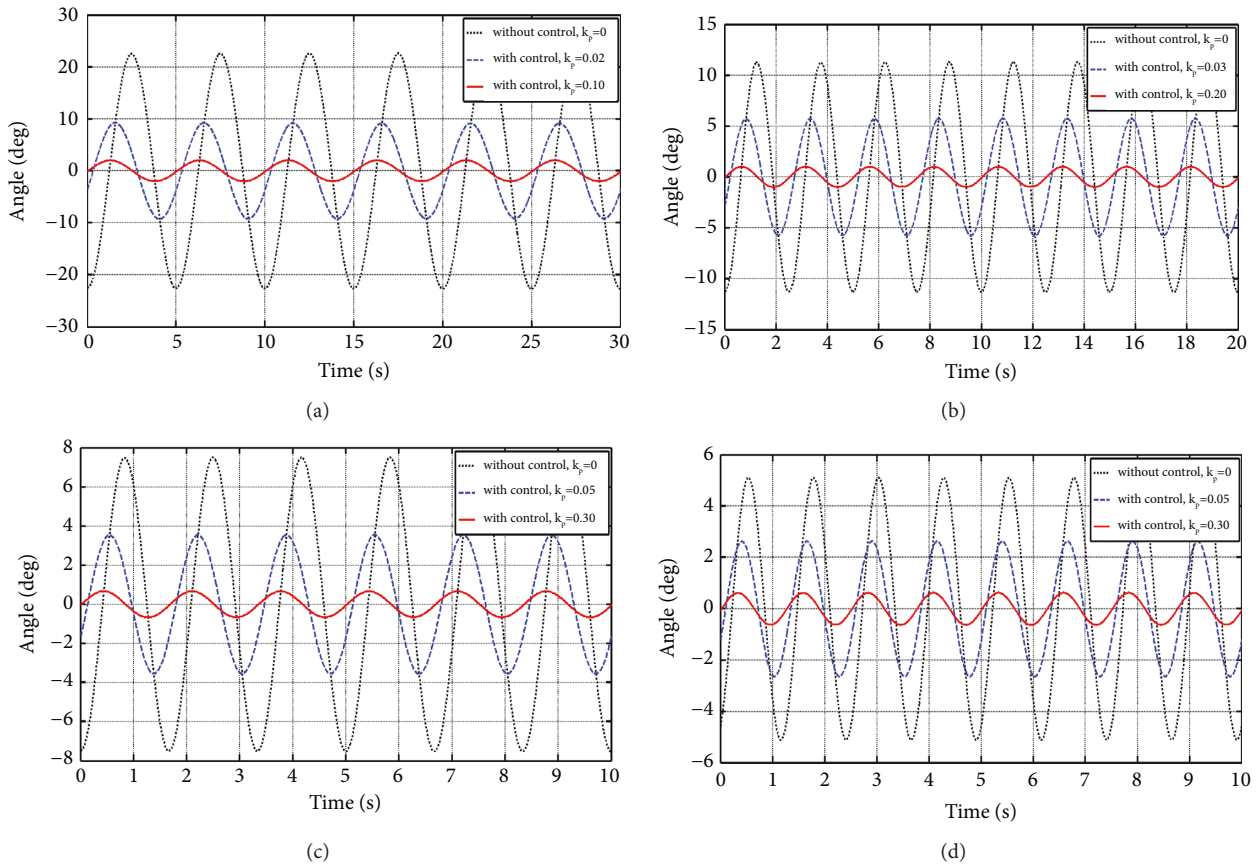 30
20
10
0
−10
−20
−30
Angle (deg)
without control, kₚ=0
with control, kₚ=0.02
with control, kₚ=0.10
0 5 10 15 20 25 30
Time (s)
(a)
15
10
5
0
−5
−10
−15
Angle (deg)
without control, kₚ=0
with control, kₚ=0.03
with control, kₚ=0.20
0 2 4 6 8 10 12 14 16 18 20
Time (s)
(b)
8
6
4
2
0
−2
−4
−6
−8
Angle (deg)
without control, kₚ=0
with control, kₚ=0.05
with control, kₚ=0.30
0 1 2 3 4 5 6 7 8 9 10
Time (s)
(c)
6
4
2
0
−2
−4
−6
Angle (deg)
without control, kₚ=0
with control, kₚ=0.05
with control, kₚ=0.30
0 1 2 3 4 5 6 7 8 9 10
Time (s)
(d)